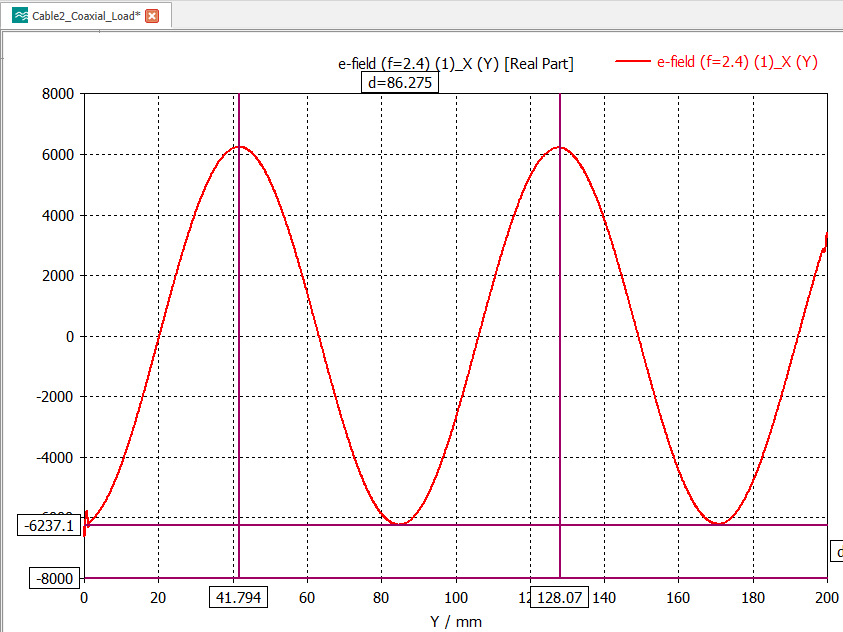 Cable2_Coaxial_Load*
e-field (f=2.4) (1)_X (Y) [Real Part]
e-field (f=2.4) (1)_X (Y)
d=86.275
8000
6000
4000
2000
0
-2000
-4000
-6000
-6237.1
d
-8000
0 20 41.794 60 80 100 12 128.07 140 160 180 200
Y / mm